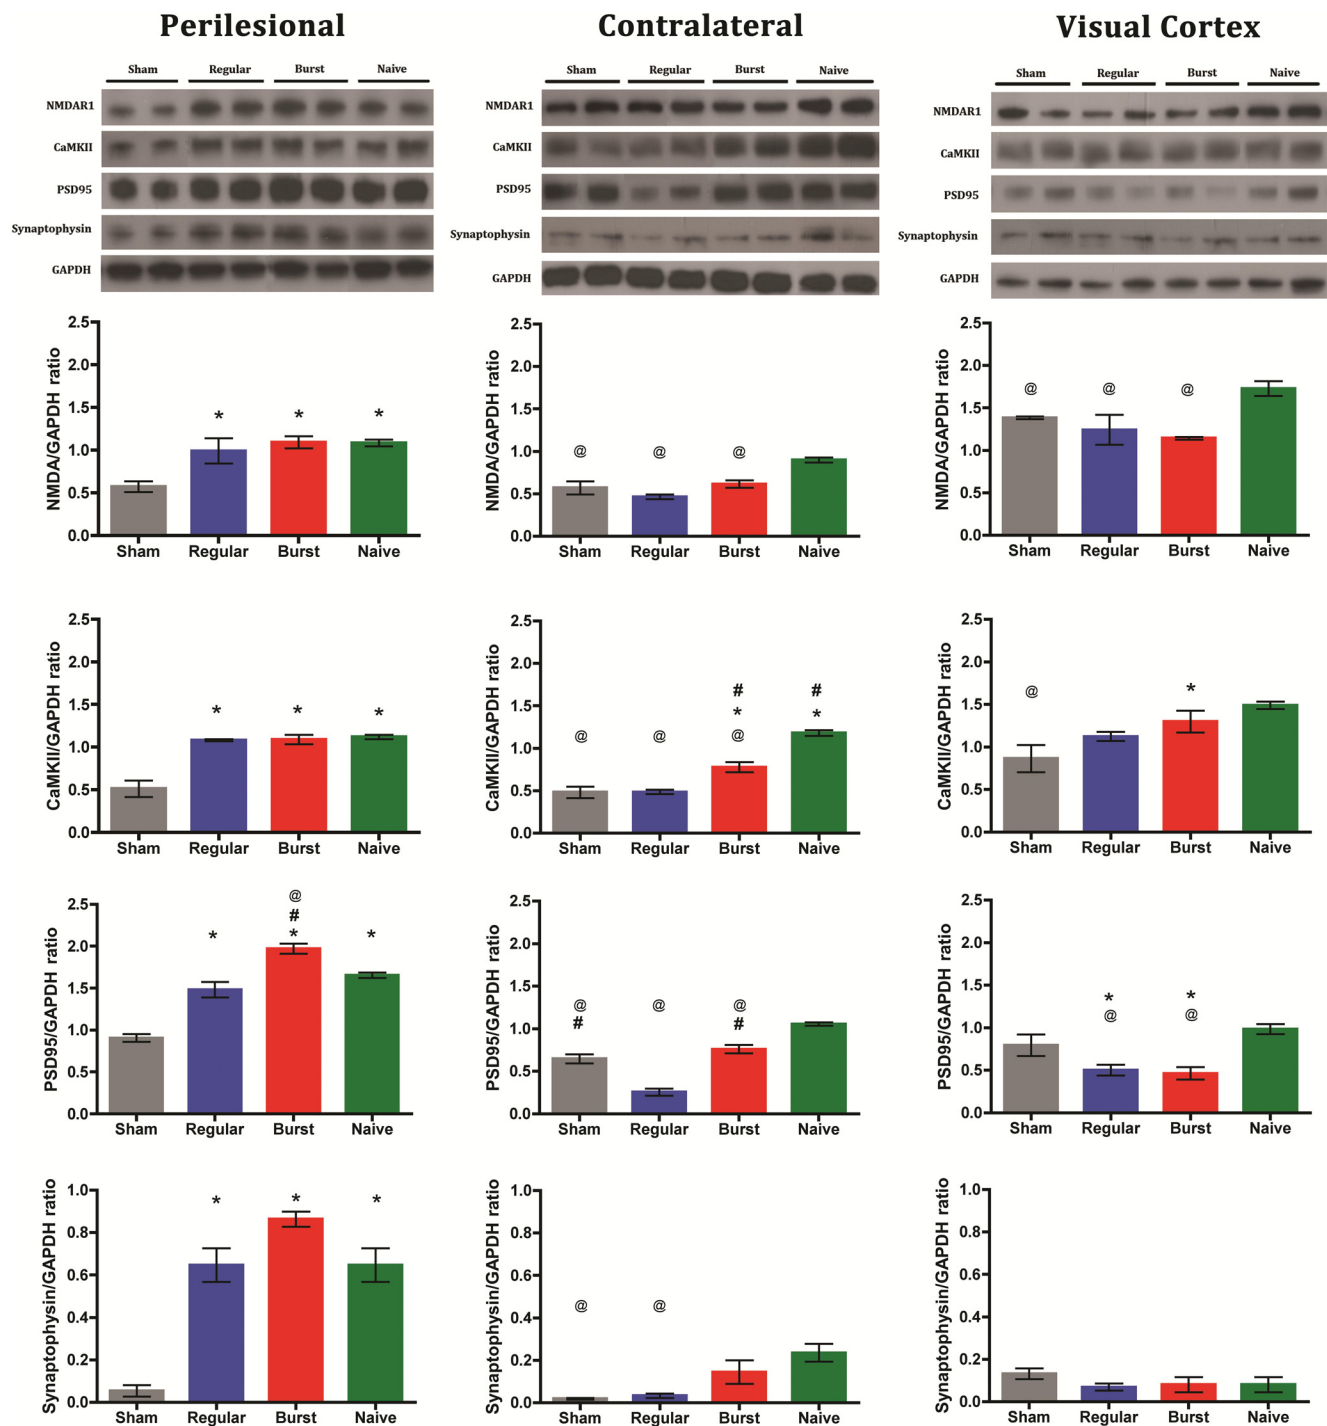 Perilesional Contralateral Visual Cortex
Sham Regular Burst Naive Sham Regular Burst Naive Sham Regular Burst Naive
NMDAR1 NMDAR1 NMDAR1
CaMKII CaMKII CaMKII
PSD95 PSD95 PSD95
Synaptophysin Synaptophysin Synaptophysin
GAPDH GAPDH GAPDH
NMDA/GAPDH ratio
2.5
2.0
1.5
1.0
0.5
0.0
* * *
Sham Regular Burst Naive
NMDA/GAPDH ratio
2.5
2.0
1.5
1.0
0.5
0.0
@ @ @
Sham Regular Burst Naive
NMDA/GAPDH ratio
2.5
2.0
1.5
1.0
0.5
0.0
@ @ @
Sham Regular Burst Naive
CaMKII/GAPDH ratio
2.5
2.0
1.5
1.0
0.5
0.0
* * *
Sham Regular Burst Naive
CaMKII/GAPDH ratio
2.5
2.0
1.5
1.0
0.5
0.0
# #
* *
@ @ @
Sham Regular Burst Naive
CaMKII/GAPDH ratio
2.5
2.0
1.5
1.0
0.5
0.0
@ *
Sham Regular Burst Naive
PSD95/GAPDH ratio
2.5
2.0
1.5
1.0
0.5
0.0
@
#
* * *
Sham Regular Burst Naive
PSD95/GAPDH ratio
2.5
2.0
1.5
1.0
0.5
0.0
@ @ @
# #
Sham Regular Burst Naive
PSD95/GAPDH ratio
2.5
2.0
1.5
1.0
0.5
0.0
* *
@ @
Sham Regular Burst Naive
Synaptophysin/GAPDH ratio
1.0
0.8
0.6
0.4
0.2
0.0
* * *
Sham Regular Burst Naive
Synaptophysin/GAPDH ratio
1.0
0.8
0.6
0.4
0.2
0.0
@ @
Sham Regular Burst Naive
Synaptophysin/GAPDH ratio
1.0
0.8
0.6
0.4
0.2
0.0
Sham Regular Burst Naive